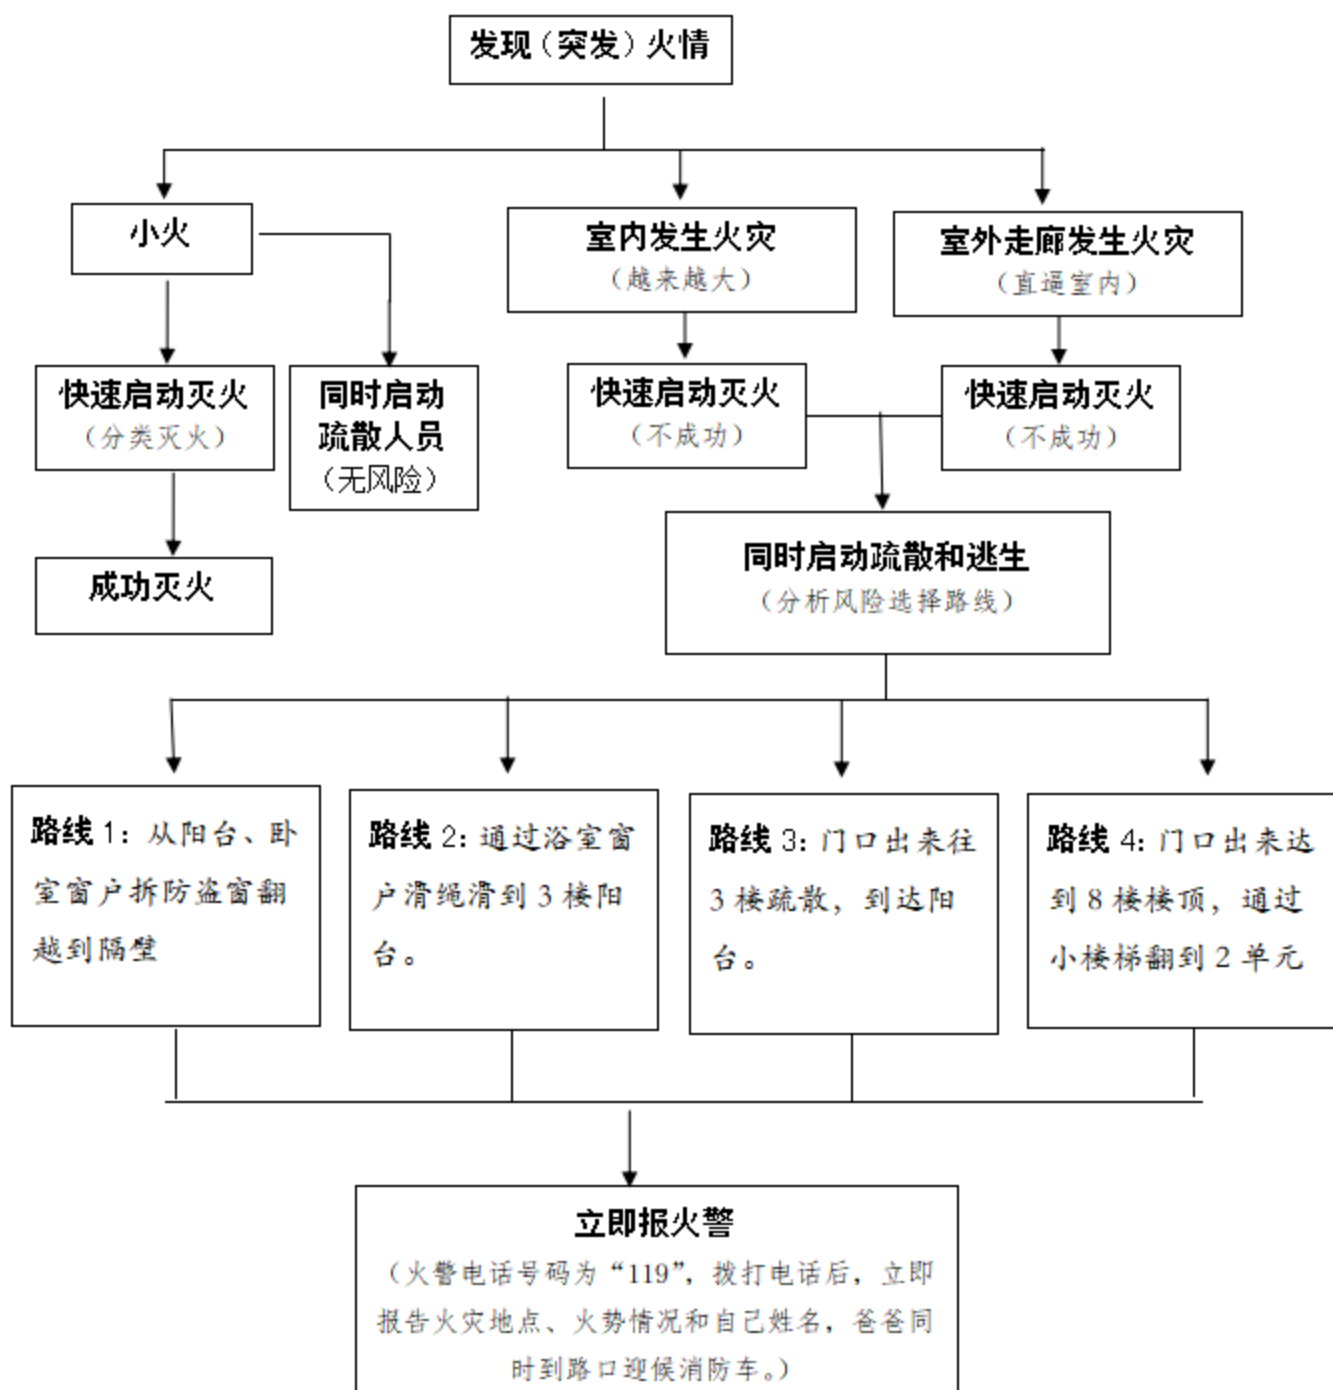 发现（突发）火情
小火
室内发生火灾
（越来越大）
室外走廊发生火灾
（直逼室内）
快速启动灭火
（分类灭火）
同时启动
疏散人员
（无风险）
快速启动灭火
（不成功）
快速启动灭火
（不成功）
成功灭火
同时启动疏散和逃生
（分析风险选择路线）
路线 1：从阳台、卧
室窗户拆防盗窗翻
越到隔壁
路线 2：通过浴室窗
户滑绳滑到 3 楼阳
台。
路线 3：门口出来往
3 楼疏散，到达阳
台。
路线 4：门口出来达
到 8 楼楼顶，通过
小楼梯翻到 2 单元
立即报火警
（火警电话号码为“119”，拨打电话后，立即
报告火灾地点、火势情况和自己姓名，爸爸同
时到路口迎候消防车。）